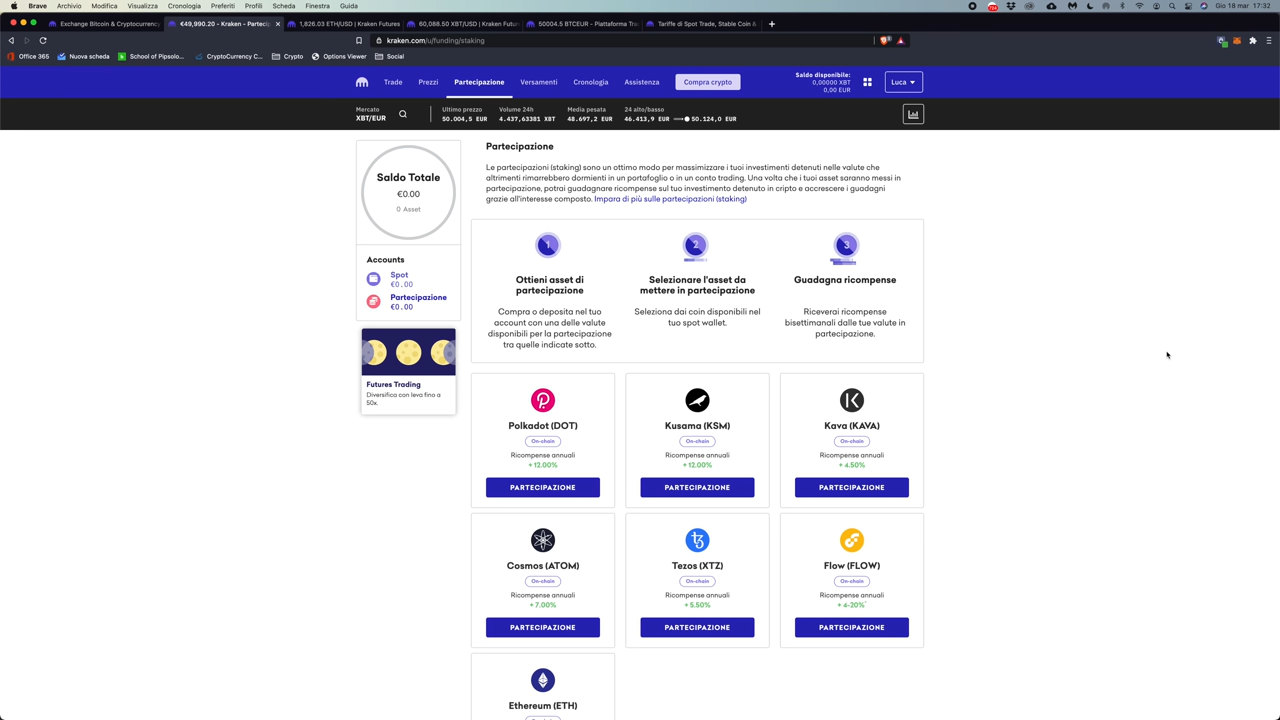 Brave Archivio Modifica Visualizza Cronologia Preferiti Profili Scheda Finestra Guida
Gio 18 mar 17:32
Exchange Bitcoin & Cryptocurrency
€49,990.20 - Kraken - Partecip
1,826.03 ETH/USD | Kraken Futures
60,088.50 XBT/USD | Kraken Futur
50004.5 BTCEUR - Piattaforma Tra
Tariffe di Spot Trade, Stable Coin &
kraken.com/u/funding/staking
Office 365
Nuova scheda
School of Pipsolo...
CryptoCurrency C...
Crypto
Options Viewer
Social
Trade Prezzi Partecipazione Versamenti Cronologia Assistenza Compra crypto
Saldo disponibile:
0,00000 XBT
0,00 EUR
Luca
Mercato
XBT/EUR
Ultimo prezzo
50.004,5 EUR
Volume 24h
4.437,63381 XBT
Media pesata
48.697,2 EUR
24 alto/basso
46.413,9 EUR 50.124,0 EUR
Saldo Totale
€0.00
0 Asset
Accounts
Spot
€0.00
Partecipazione
€0.00
Futures Trading
Diversifica con leva fino a
50x.
Partecipazione
Le partecipazioni (staking) sono un ottimo modo per massimizzare i tuoi investimenti detenuti nelle valute che
altrimenti rimarrebbero dormienti in un portafoglio o in un conto trading. Una volta che i tuoi asset saranno messi in
partecipazione, potrai guadagnare ricompense sul tuo investimento detenuto in cripto e accrescere i guadagni
grazie all'interesse composto. Impara di più sulle partecipazioni (staking)
1
Ottieni asset di
partecipazione
Compra o deposita nel tuo
account con una delle valute
disponibili per la partecipazione
tra quelle indicate sotto.
2
Selezionare l'asset da
mettere in partecipazione
Seleziona dai coin disponibili nel
tuo spot wallet.
3
Guadagna ricompense
Riceverai ricompense
bisettimanali dalle tue valute in
partecipazione.
Polkadot (DOT)
On-chain
Ricompense annuali
+ 12.00%
PARTECIPAZIONE
Kusama (KSM)
On-chain
Ricompense annuali
+ 12.00%
PARTECIPAZIONE
Kava (KAVA)
On-chain
Ricompense annuali
+ 4.50%
PARTECIPAZIONE
Cosmos (ATOM)
On-chain
Ricompense annuali
+ 7.00%
PARTECIPAZIONE
Tezos (XTZ)
On-chain
Ricompense annuali
+ 5.50%
PARTECIPAZIONE
Flow (FLOW)
On-chain
Ricompense annuali
+ 4-20%*
PARTECIPAZIONE
Ethereum (ETH)